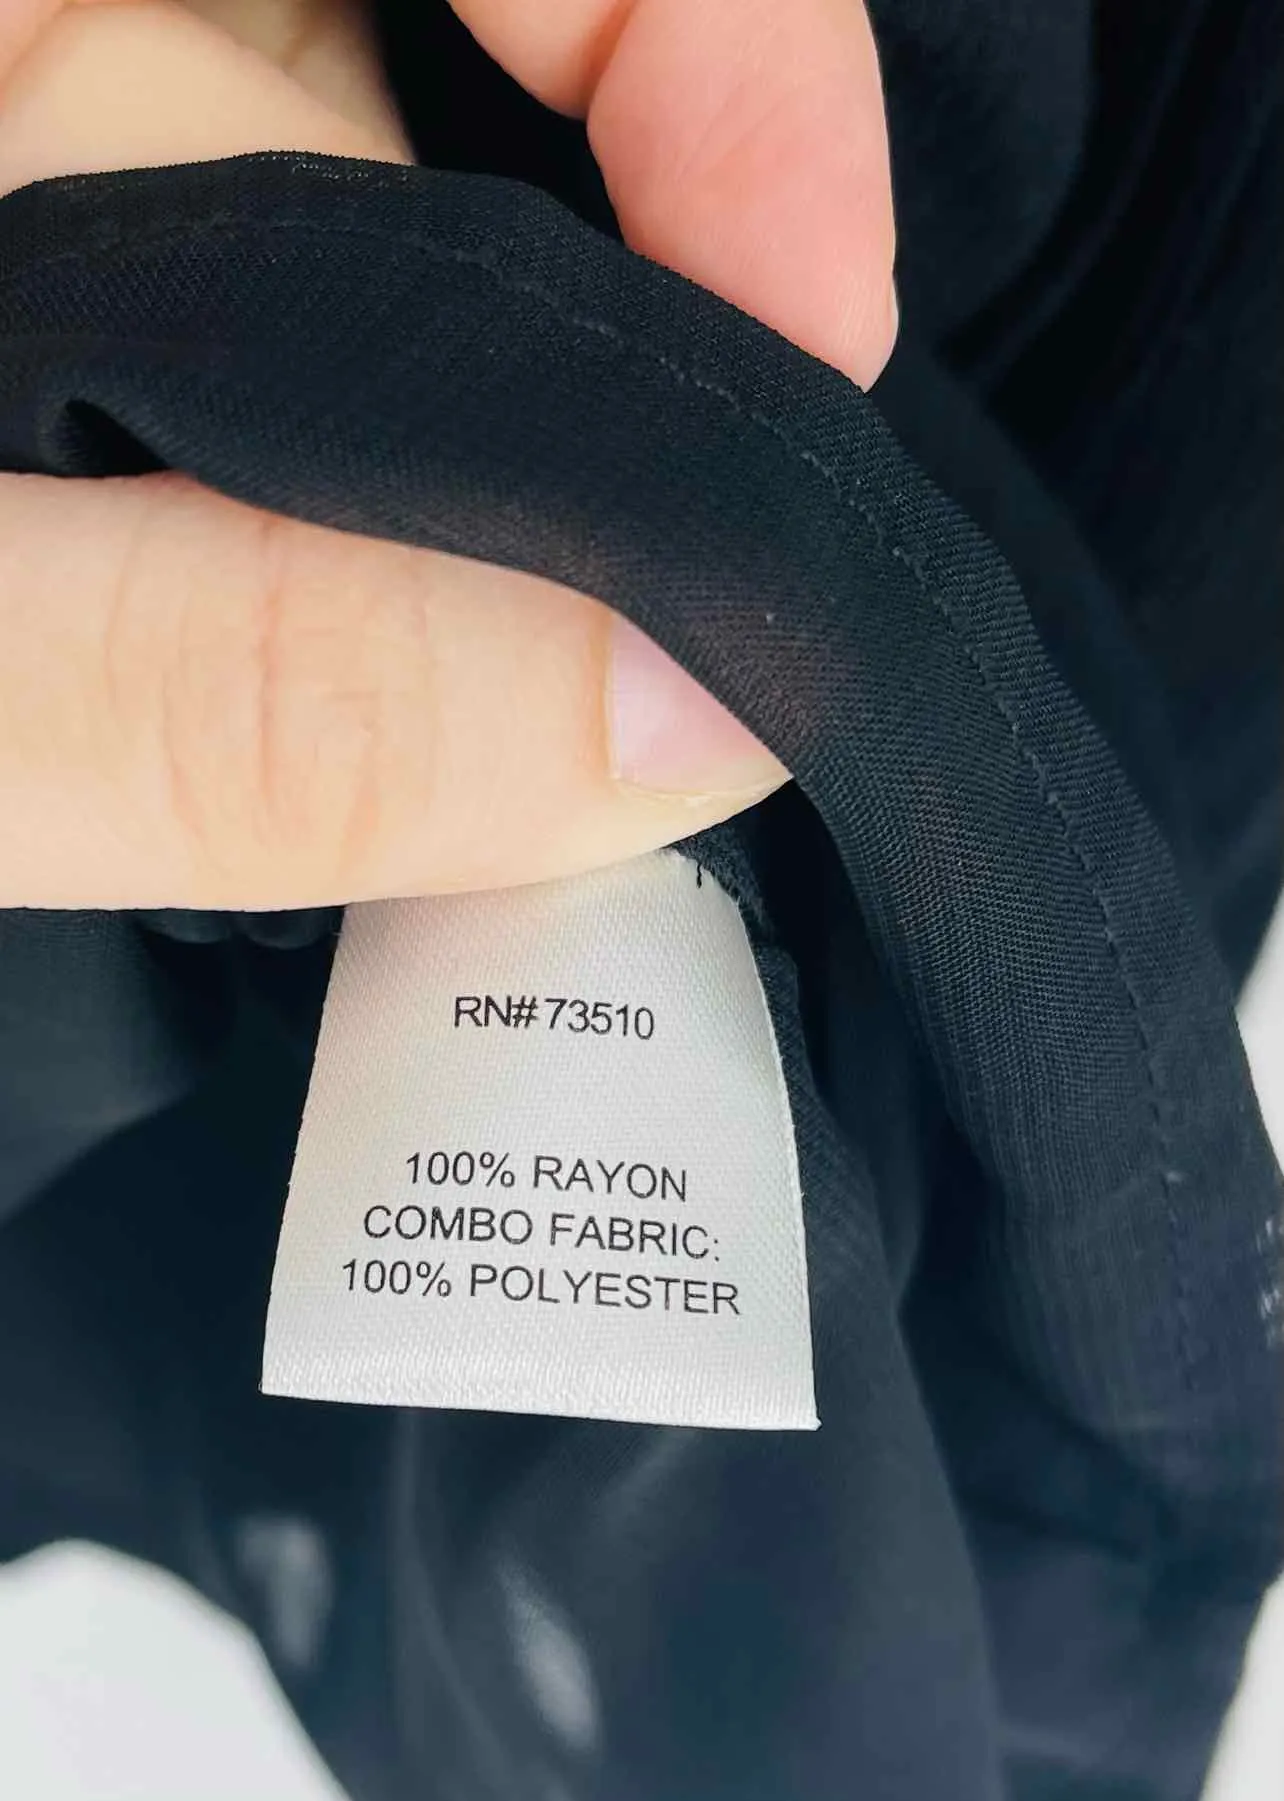 RN#73510
100% RAYON
COMBO FABRIC:
100% POLYESTER